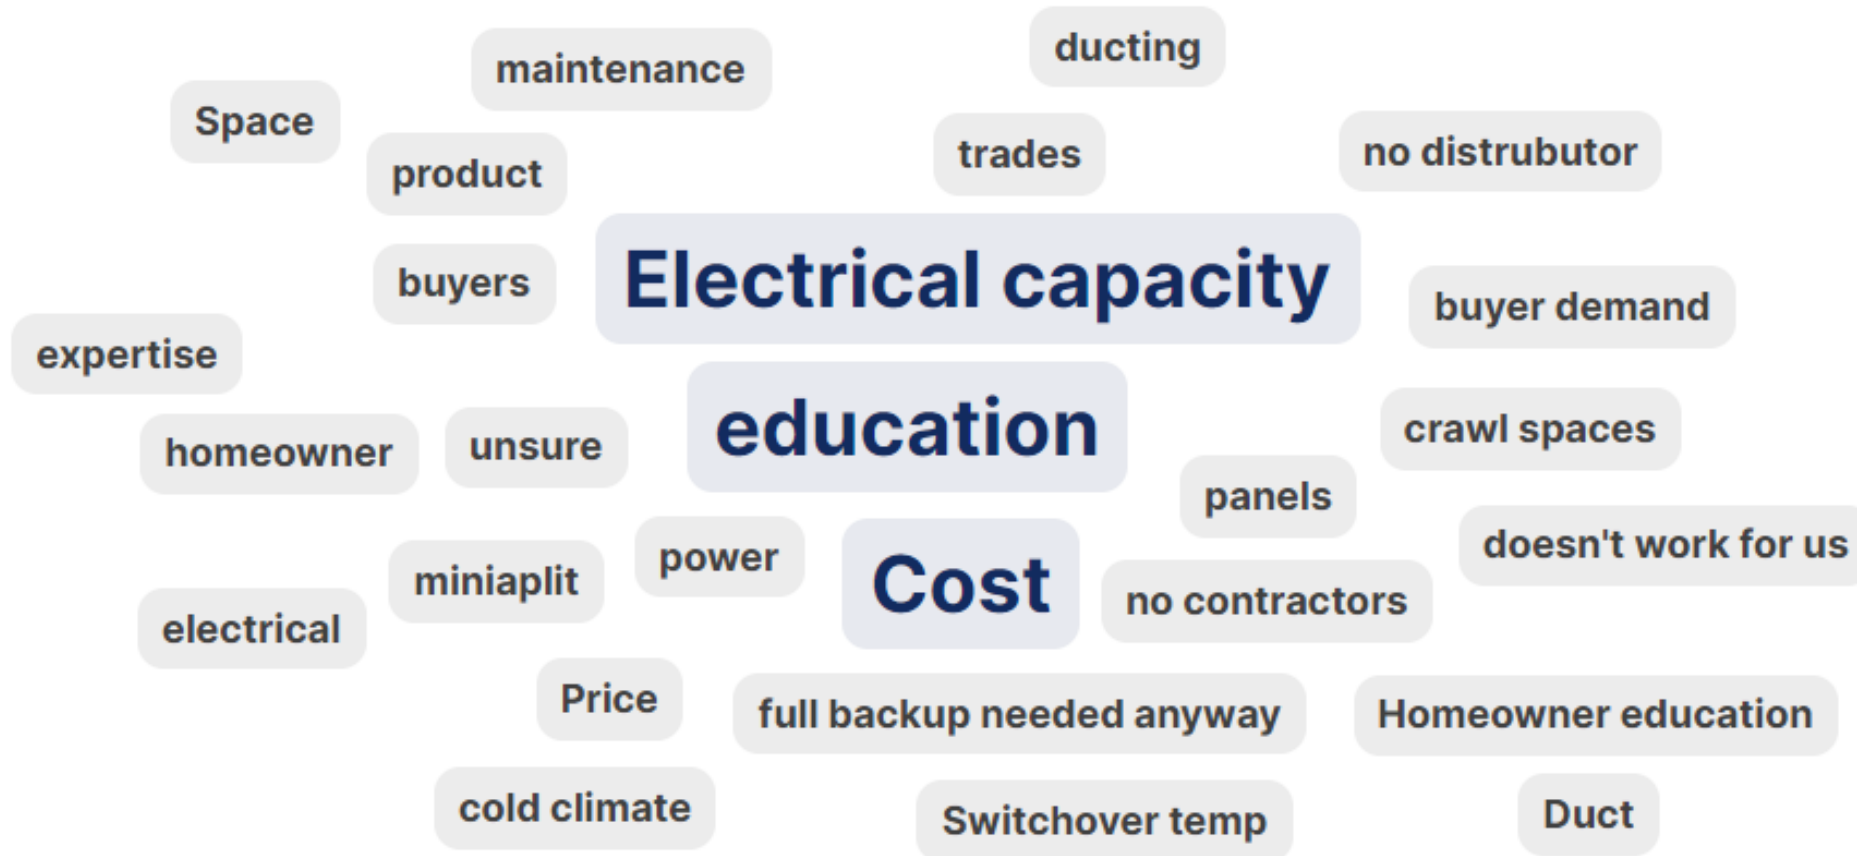 ducting
maintenance
Space
trades
no distrubutor
product
Electrical capacity
buyers
buyer demand
expertise
education
crawl spaces
homeowner
unsure
panels
doesn't work for us
power
miniaplit
Cost
no contractors
electrical
Price
full backup needed anyway
Homeowner education
cold climate
Switchover temp
Duct